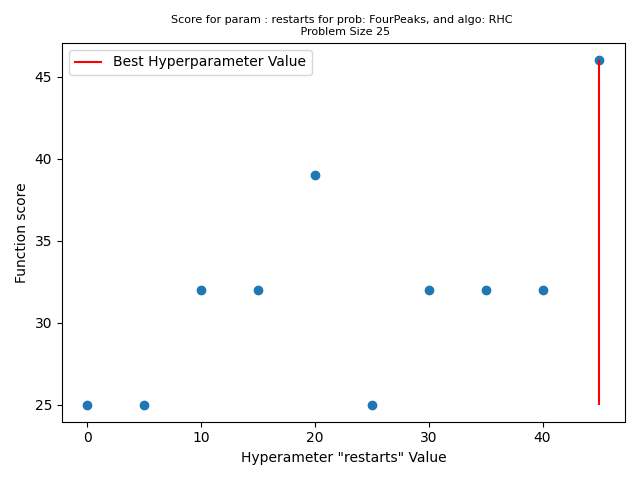 Score for param : restarts for prob: FourPeaks, and algo: RHC
Problem Size 25
Best Hyperparameter Value
Function score
45
40
35
30
25
0 10 20 30 40
Hyperameter "restarts" Value